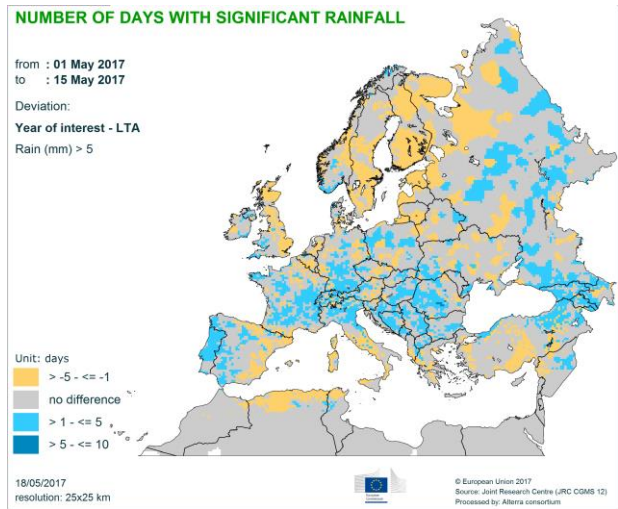 NUMBER OF DAYS WITH SIGNIFICANT RAINFALL
from : 01 May 2017
to : 15 May 2017
Deviation:
Year of interest - LTA
Rain (mm) > 5
Unit: days
> -5 - <= -1
no difference
> 1 - <= 5
> 5 - <= 10
18/05/2017
resolution: 25x25 km
© European Union 2017
Source: Joint Research Centre (JRC CGMS 12)
Processed by: Alterra consortium